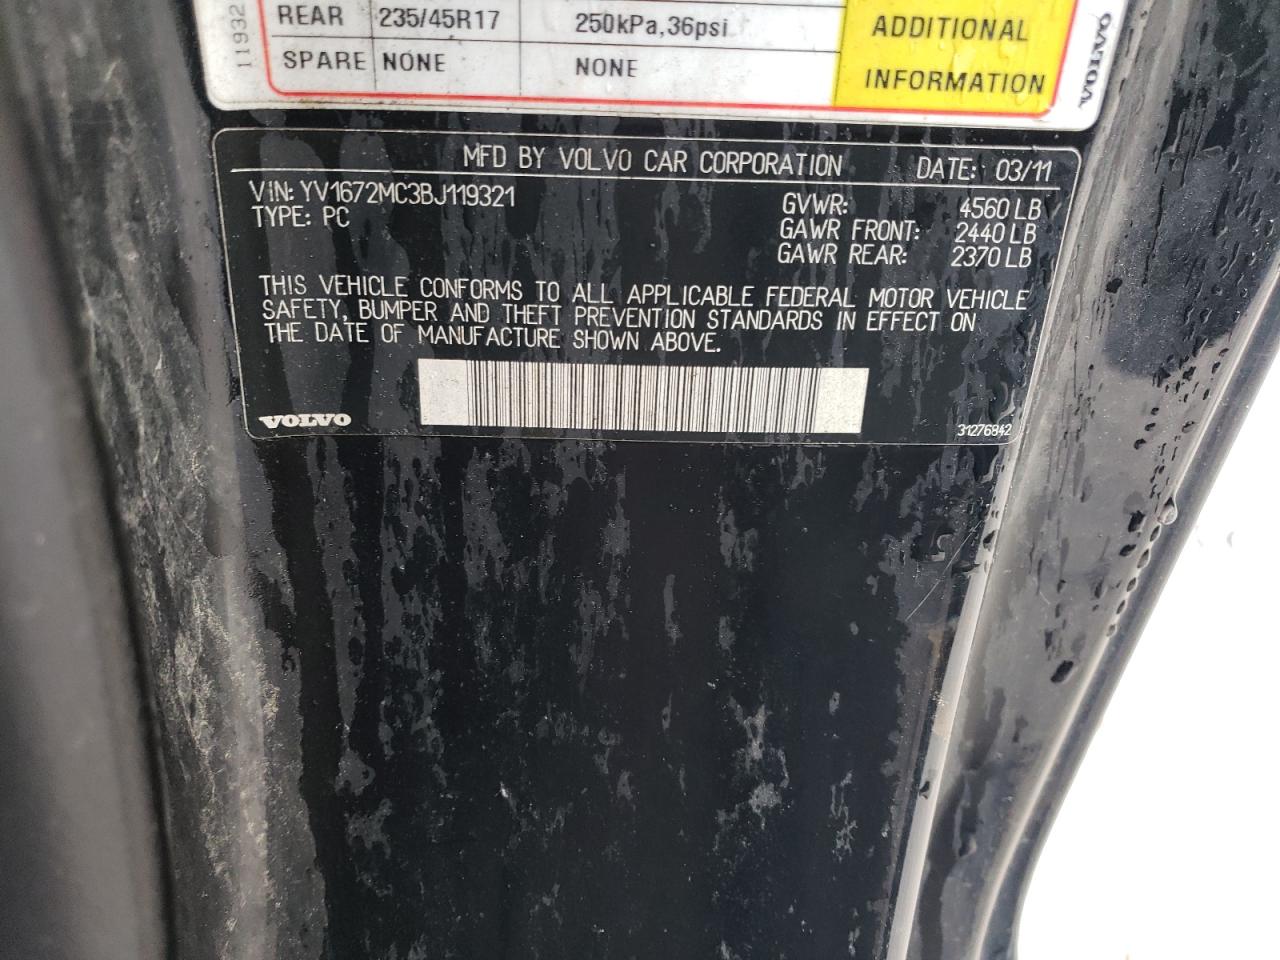 11932
REAR 235/45R17 250kPa,36psi
SPARE NONE NONE
ADDITIONAL
INFORMATION
VOLVO
MFD BY VOLVO CAR CORPORATION DATE: 03/11
VIN: YV1672MC3BJ119321
TYPE: PC
GVWR: 4560 LB
GAWR FRONT: 2440 LB
GAWR REAR: 2370 LB
THIS VEHICLE CONFORMS TO ALL APPLICABLE FEDERAL MOTOR VEHICLE
SAFETY, BUMPER AND THEFT PREVENTION STANDARDS IN EFFECT ON
THE DATE OF MANUFACTURE SHOWN ABOVE.
VOLVO
31276842